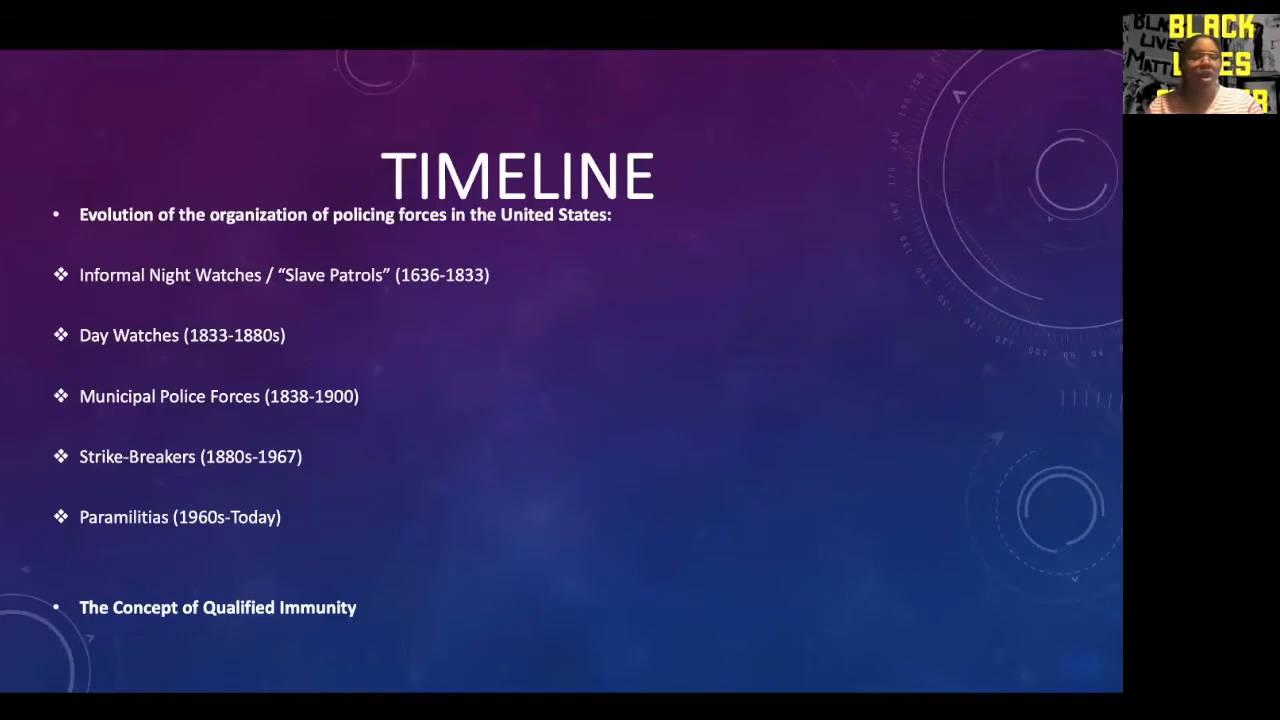 TIMELINE
• Evolution of the organization of policing forces in the United States:
❖ Informal Night Watches / “Slave Patrols” (1636-1833)
❖ Day Watches (1833-1880s)
❖ Municipal Police Forces (1838-1900)
❖ Strike-Breakers (1880s-1967)
❖ Paramilitias (1960s-Today)
• The Concept of Qualified Immunity
BLACK
LIVES